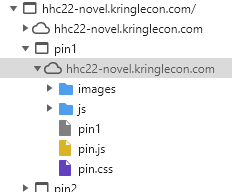 hhc22-novel.kringlecon.com/
hhc22-novel.kringlecon.com
pin1
hhc22-novel.kringlecon.com
images
js
pin1
pin.js
pin.css
pin2